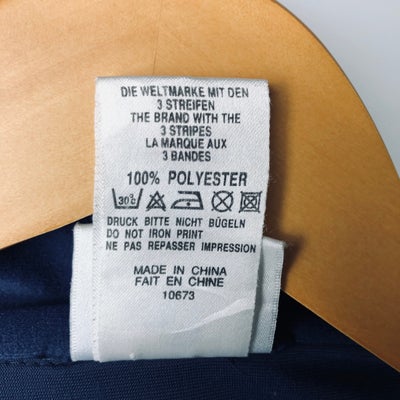 DIE WELTMARKE MIT DEN
3 STREIFEN
THE BRAND WITH THE
3 STRIPES
LA MARQUE AUX
3 BANDES
100% POLYESTER
30°c
DRUCK BITTE NICHT BÜGELN
DO NOT IRON PRINT
NE PAS REPASSER IMPRESSION
MADE IN CHINA
FAIT EN CHINE
10673